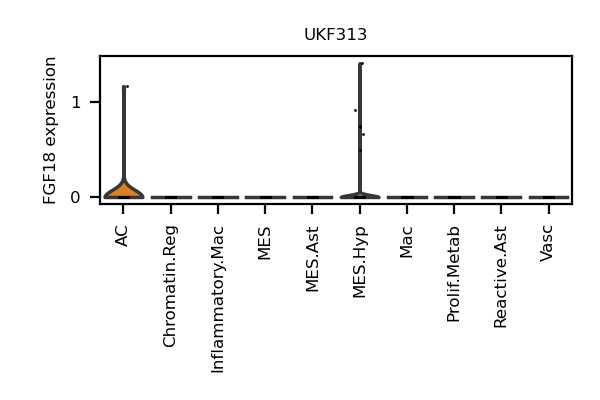 UKF313
FGF18 expression
1
0
AC
Chromatin.Reg
Inflammatory.Mac
MES
MES.Ast
MES.Hyp
Mac
Prolif.Metab
Reactive.Ast
Vasc